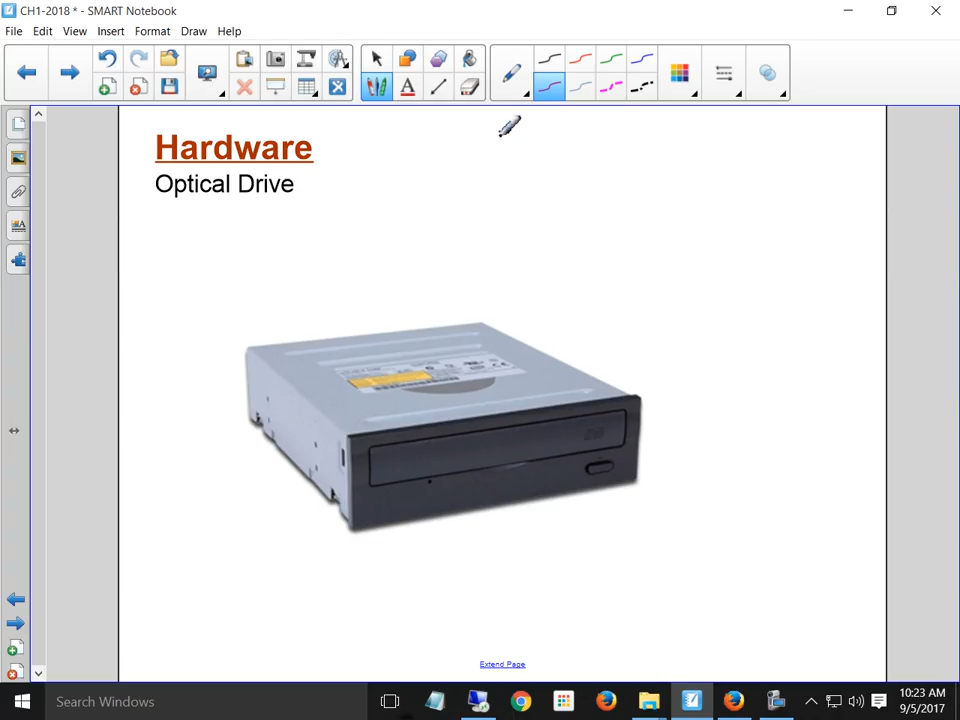 CH1-2018 * - SMART Notebook
File Edit View Insert Format Draw Help
Hardware
Optical Drive
Extend Page
Search Windows
10:23 AM
9/5/2017